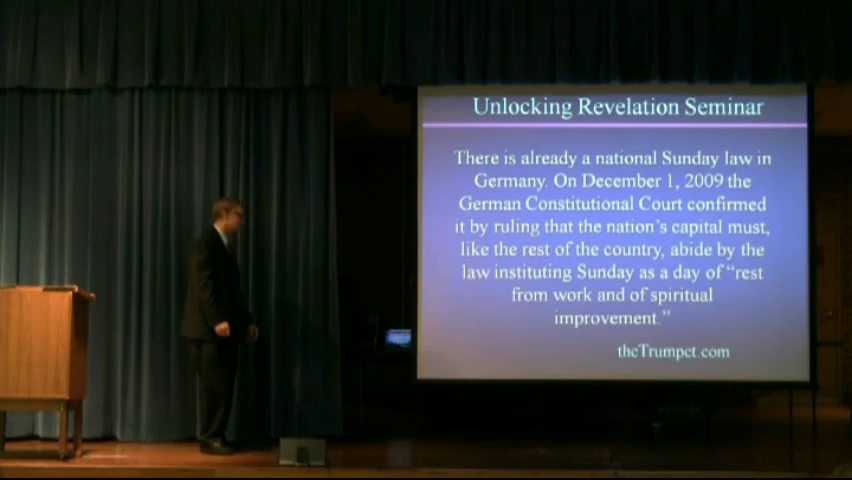 Unlocking Revelation Seminar
There is already a national Sunday law in
Germany. On December 1, 2009 the
German Constitutional Court confirmed
it by ruling that the nation's capital must,
like the rest of the country, abide by the
law instituting Sunday as a day of "rest
from work and of spiritual
improvement."
theTrumpet.com